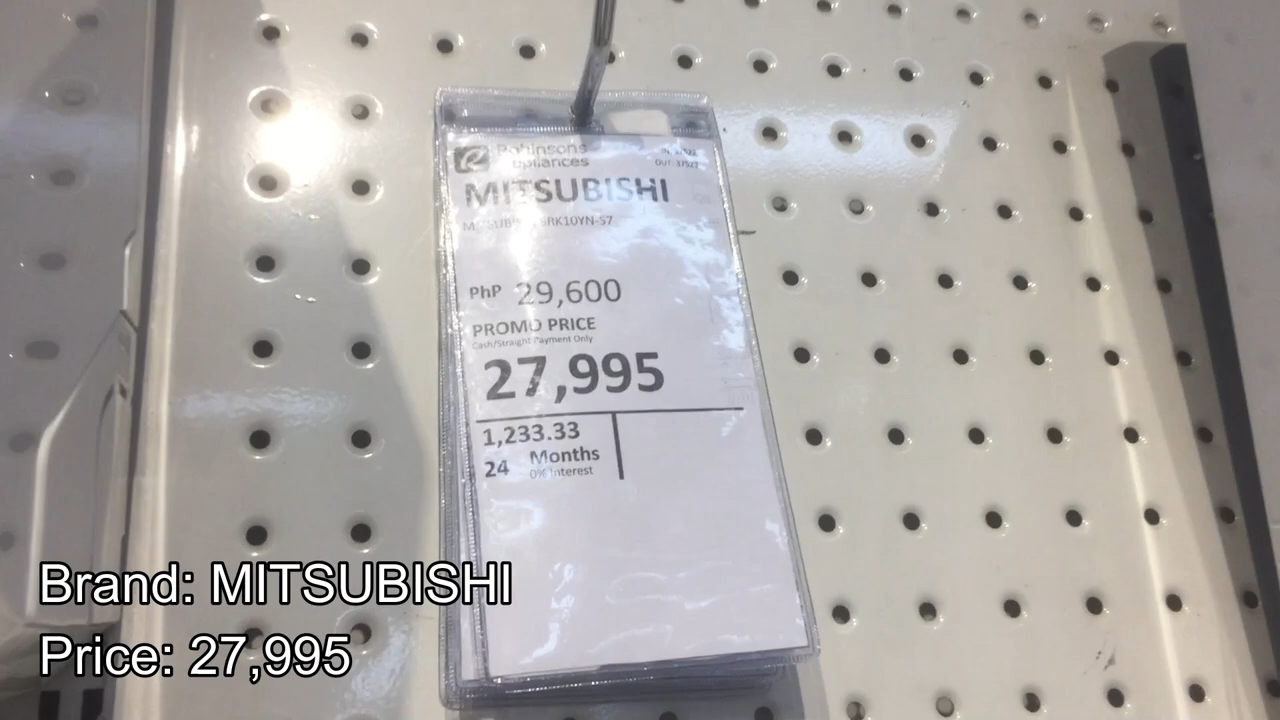 Robinsons
Appliances
MITSUBISHI
PhP 29,600
PROMO PRICE
Cash/Straight Payment Only
27,995
1,233.33
24 Months
0% Interest
Brand: MITSUBISHI
Price: 27,995